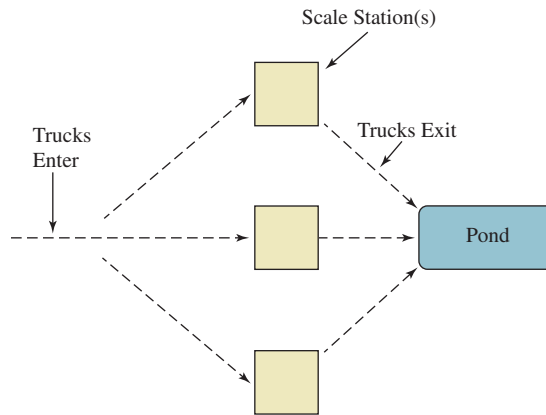 Scale Station(s)
Trucks
Enter
Trucks Exit
Pond